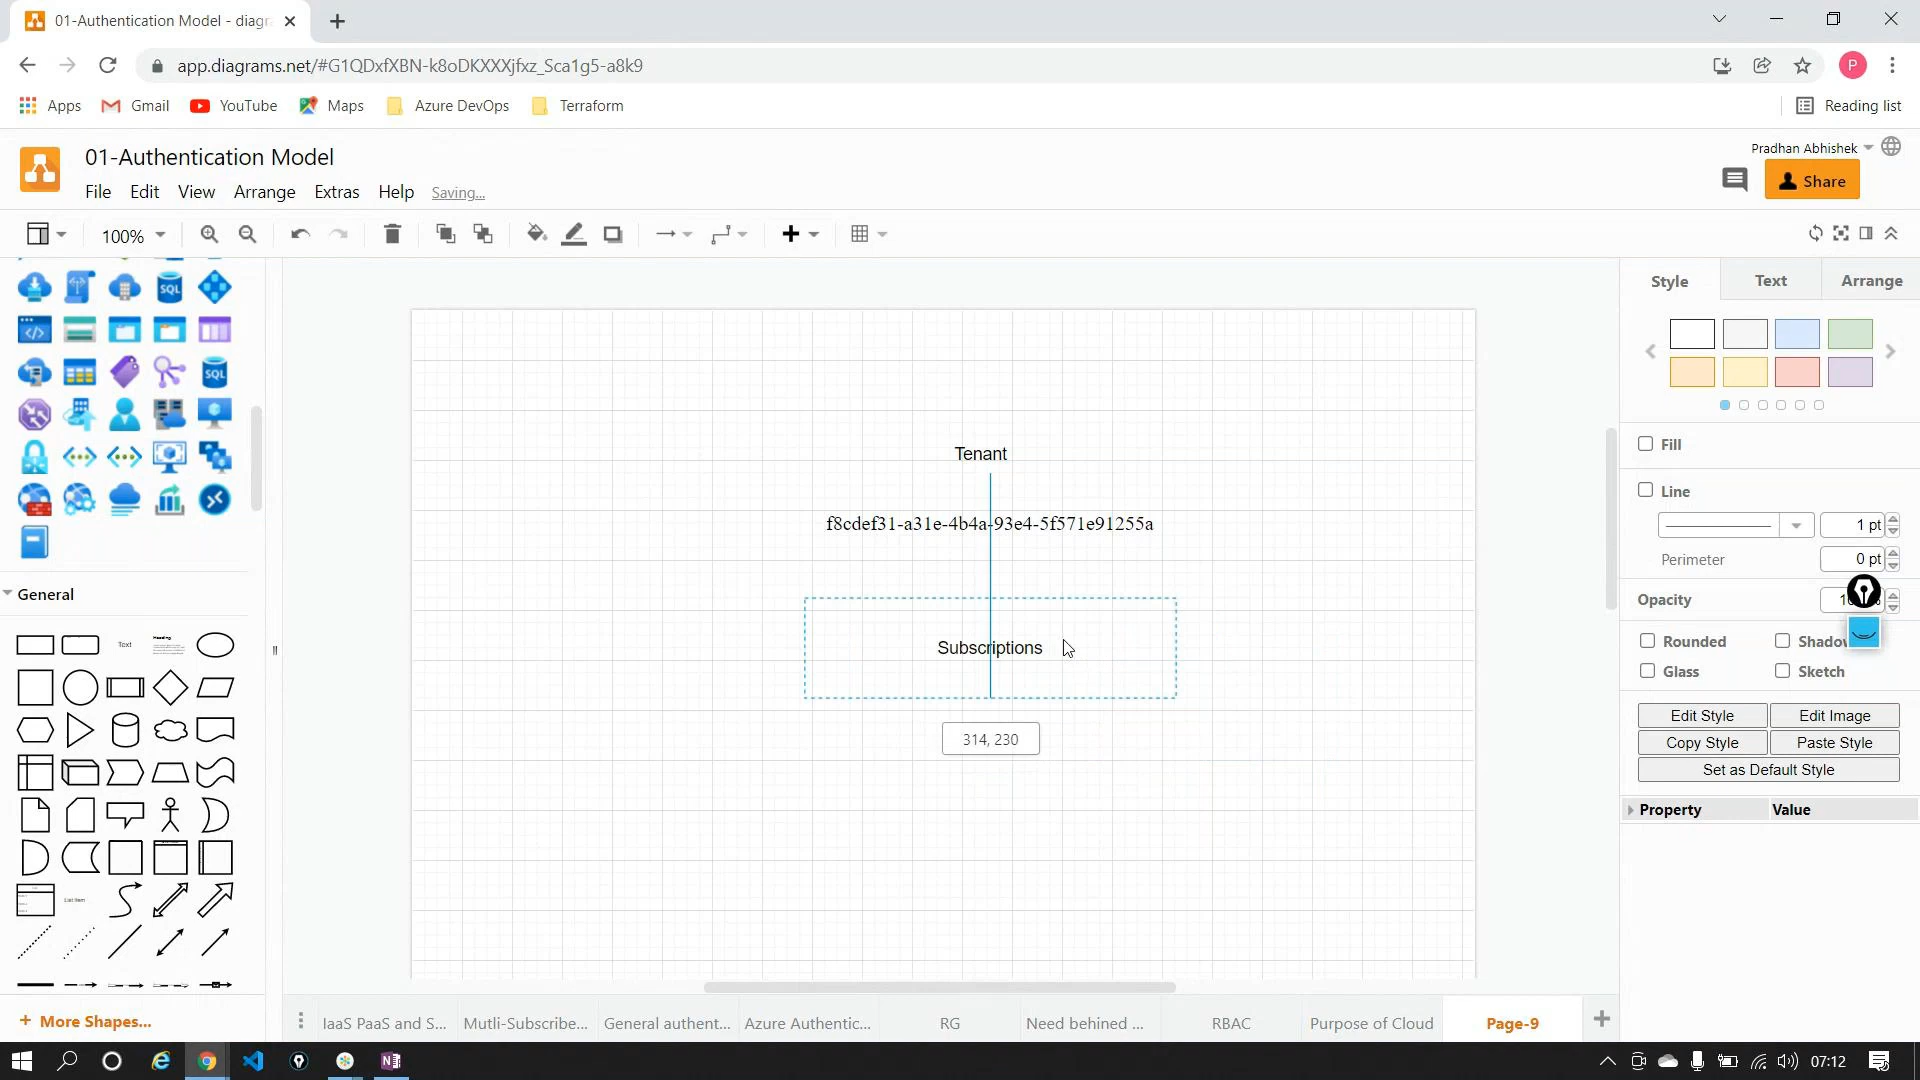 01-Authentication Model - diagr
app.diagrams.net/#G1QDxfXBN-k8oDKXXXjfxz_Sca1g5-a8k9
P
Apps
Gmail
YouTube
Maps
Azure DevOps
Terraform
Reading list
01-Authentication Model
Pradhan Abhishek
File Edit View Arrange Extras Help Saving...
Share
100%
Style
Text
Arrange
SQL
SQL
Tenant
Fill
Line
f8cdef31-a31e-4b4a-93e4-5f571e91255a
1 pt
Perimeter
0 pt
General
Opacity
Text
Heading
Subscriptions
Rounded
Shadow
Glass
Sketch
Edit Style
Edit Image
314, 230
Copy Style
Paste Style
Set as Default Style
Property
Value
List Item
More Shapes...
IaaS PaaS and S...
Mutli-Subscribe...
General authent...
Azure Authentic...
RG
Need behined ...
RBAC
Purpose of Cloud
Page-9
07:12